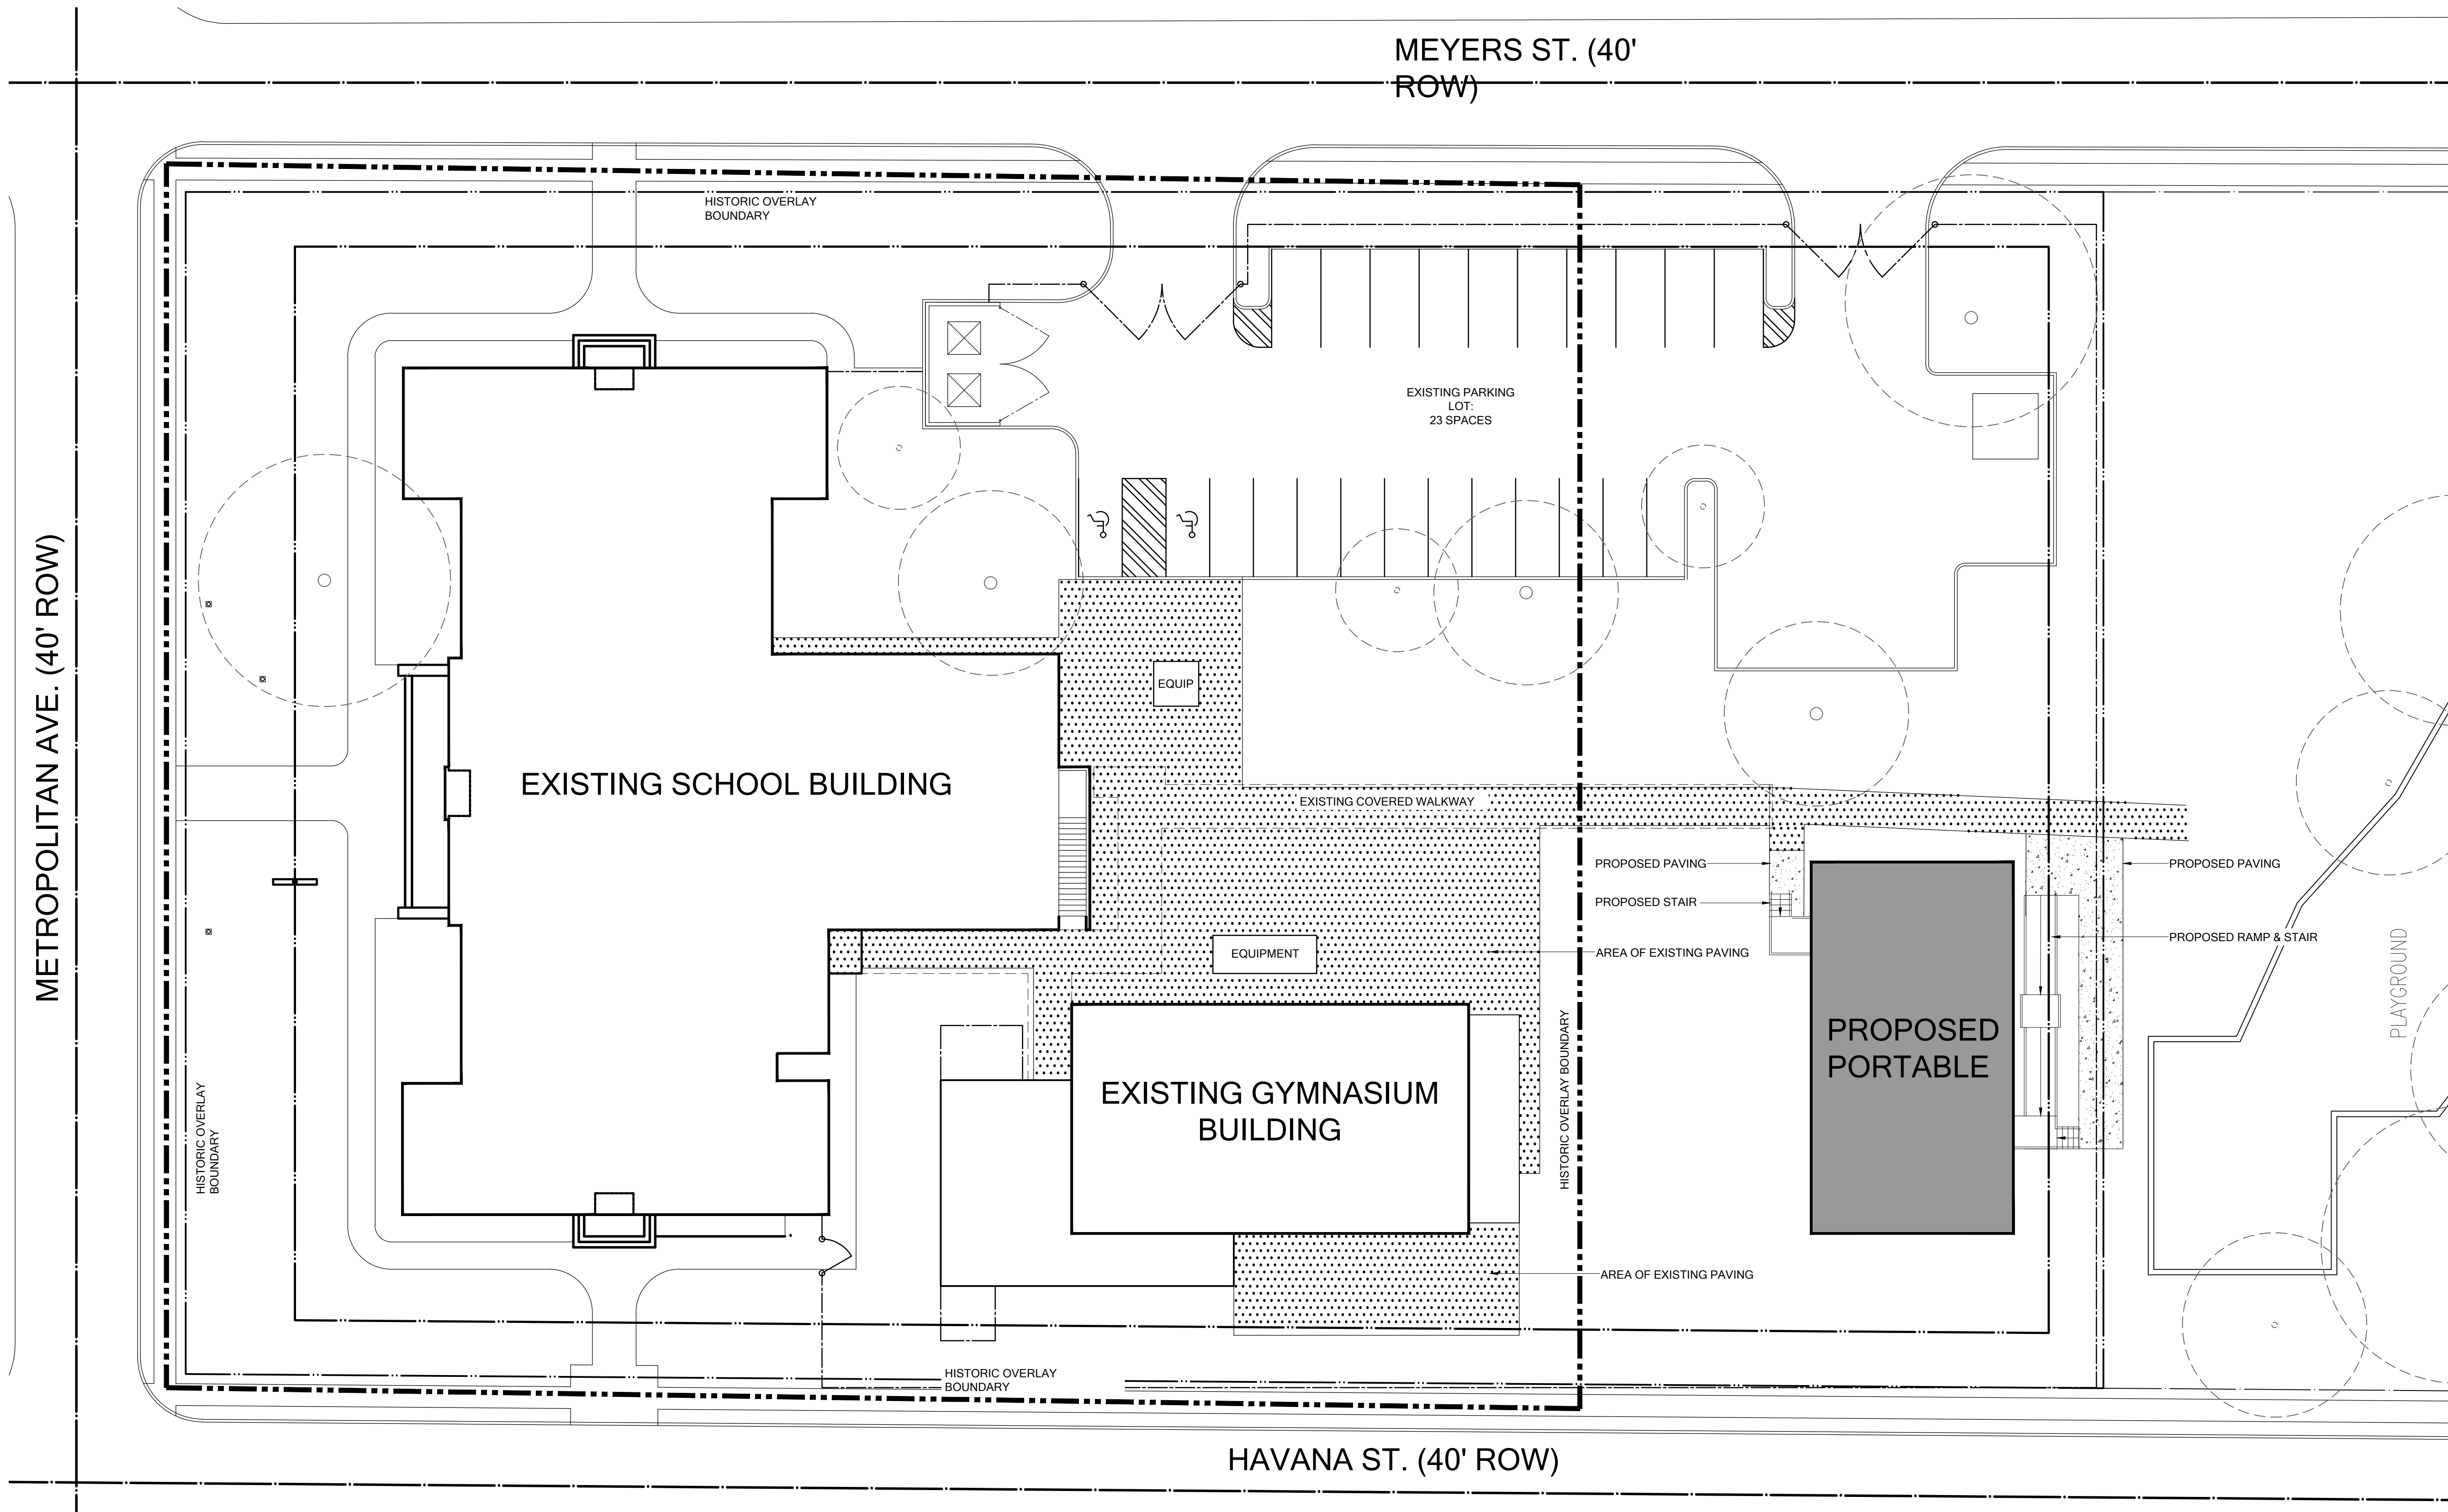 MEYERS ST. (40'
ROW)
HISTORIC OVERLAY
BOUNDARY
EXISTING PARKING
LOT:
23 SPACES
METROPOLITAN AVE. (40' ROW)
EQUIP
EXISTING SCHOOL BUILDING
EXISTING COVERED WALKWAY
PROPOSED PAVING
PROPOSED PAVING
PROPOSED STAIR
PROPOSED RAMP & STAIR
EQUIPMENT
AREA OF EXISTING PAVING
PLAYGROUND
PROPOSED
PORTABLE
HISTORIC OVERLAY BOUNDARY
EXISTING GYMNASIUM
BUILDING
HISTORIC OVERLAY
BOUNDARY
AREA OF EXISTING PAVING
HISTORIC OVERLAY
BOUNDARY
HAVANA ST. (40' ROW)